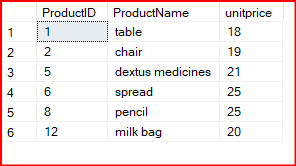 ProductID ProductName unitprice
1 1 table 18
2 2 chair 19
3 5 dextus medicines 21
4 6 spread 25
5 8 pencil 25
6 12 milk bag 20